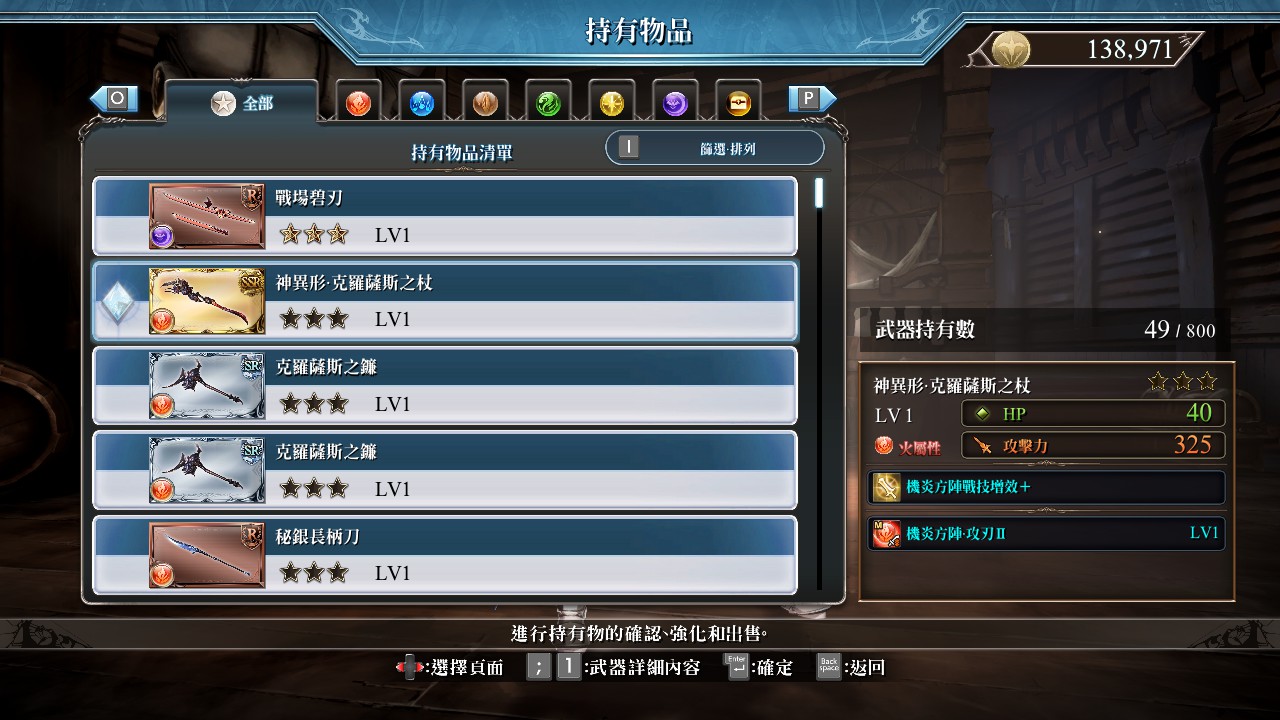 持有物品
138,971
O
全部
P
持有物品清單
I
篩選·排列
R
戰場碧刃
LV1
SSR
神異形·克羅薩斯之杖
LV1
SR
克羅薩斯之鐮
LV1
SR
克羅薩斯之鐮
LV1
R
秘銀長柄刀
LV1
武器持有數 49 / 800
神異形·克羅薩斯之杖
LV 1
HP 40
火屬性
攻擊力 325
機炎方陣戰技增效＋
M
機炎方陣·攻刃Ⅱ LV1
進行持有物的確認、強化和出售。
:選擇頁面 ; 1 :武器詳細內容 Enter :確定 Back space :返回